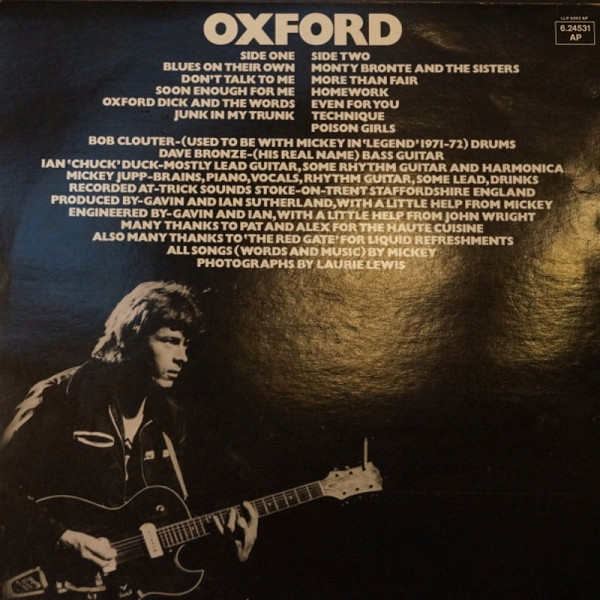 LLP 5003 AP
6.24531
AP
OXFORD
SIDE ONE
BLUES ON THEIR OWN
DON'T TALK TO ME
SOON ENOUGH FOR ME
OXFORD DICK AND THE WORDS
JUNK IN MY TRUNK
SIDE TWO
MONTY BRONTE AND THE SISTERS
MORE THAN FAIR
HOMEWORK
EVEN FOR YOU
TECHNIQUE
POISON GIRLS
BOB CLOUTER-(USED TO BE WITH MICKEY IN 'LEGEND' 1971-72) DRUMS
DAVE BRONZE-(HIS REAL NAME) BASS GUITAR
IAN 'CHUCK' DUCK-MOSTLY LEAD GUITAR, SOME RHYTHM GUITAR AND HARMONICA
MICKEY JUPP-BRAINS, PIANO, VOCALS, RHYTHM GUITAR, SOME LEAD, DRINKS
RECORDED AT-TRICK SOUNDS STOKE-ON-TRENT STAFFORDSHIRE ENGLAND
PRODUCED BY-GAVIN AND IAN SUTHERLAND, WITH A LITTLE HELP FROM MICKEY
ENGINEERED BY-GAVIN AND IAN, WITH A LITTLE HELP FROM JOHN WRIGHT
MANY THANKS TO PAT AND ALEX FOR THE HAUTE CUISINE
ALSO MANY THANKS TO 'THE RED GATE' FOR LIQUID REFRESHMENTS
ALL SONGS (WORDS AND MUSIC) BY MICKEY
PHOTOGRAPHS BY LAURIE LEWIS